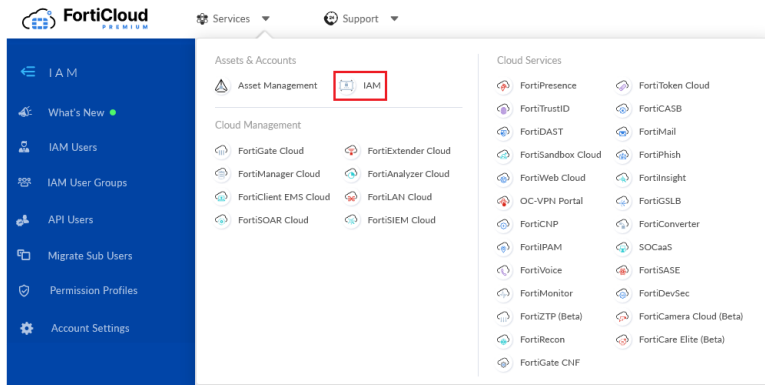 FortiCloud
PREMIUM
Services
Support
IAM
What's New
IAM Users
IAM User Groups
API Users
Migrate Sub Users
Permission Profiles
Account Settings
Assets & Accounts
Asset Management
IAM
Cloud Management
FortiGate Cloud
FortiExtender Cloud
FortiManager Cloud
FortiAnalyzer Cloud
FortiClient EMS Cloud
FortiLAN Cloud
FortiSOAR Cloud
FortiSIEM Cloud
Cloud Services
FortiPresence
FortiToken Cloud
FortiTrustID
FortiCASB
FortiDAST
FortiMail
FortiSandbox Cloud
FortiPhish
FortiWeb Cloud
FortiInsight
OC-VPN Portal
FortiGSLB
FortiCNP
FortiConverter
FortiIPAM
SOCaaS
FortiVoice
FortiSASE
FortiMonitor
FortiDevSec
FortiZTP (Beta)
FortiCamera Cloud (Beta)
FortiRecon
FortiCare Elite (Beta)
FortiGate CNF